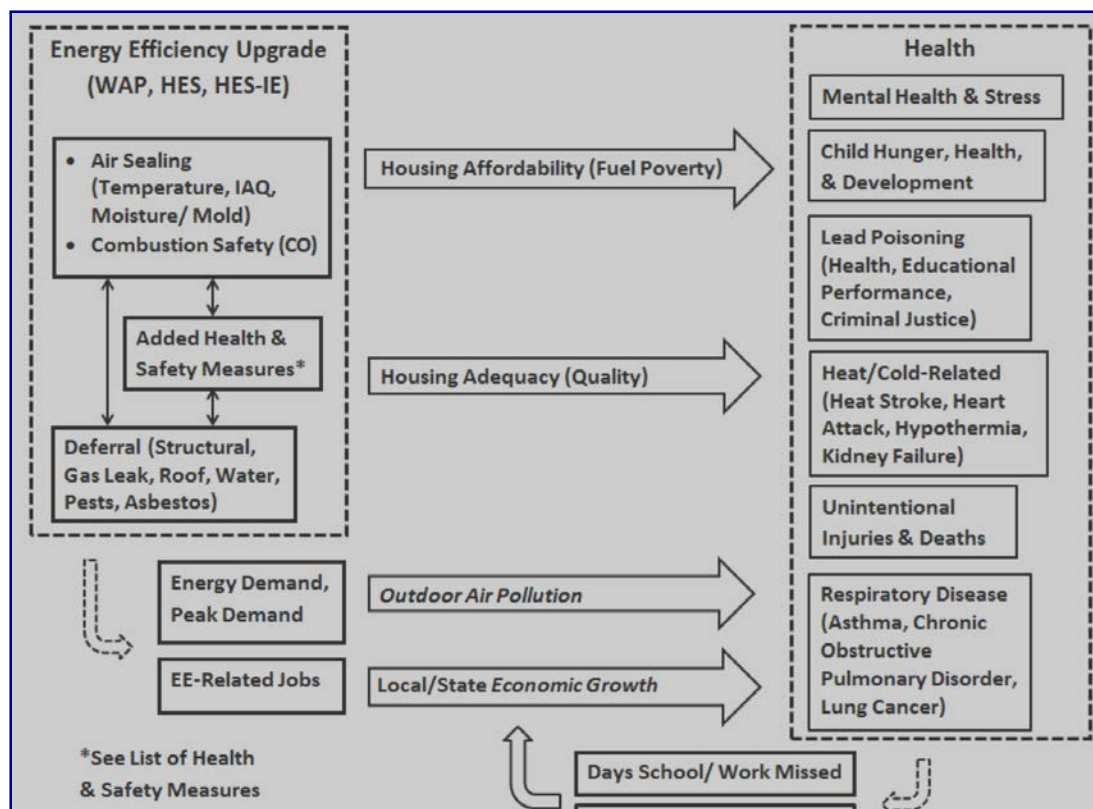 Energy Efficiency Upgrade
(WAP, HES, HES-IE)
• Air Sealing
(Temperature, IAQ,
Moisture/ Mold)
• Combustion Safety (CO)
Added Health &
Safety Measures*
Deferral (Structural,
Gas Leak, Roof, Water,
Pests, Asbestos)
Energy Demand,
Peak Demand
EE-Related Jobs
*See List of Health
& Safety Measures
Housing Affordability (Fuel Poverty)
Housing Adequacy (Quality)
Outdoor Air Pollution
Local/State Economic Growth
Days School/ Work Missed
Health
Mental Health & Stress
Child Hunger, Health,
& Development
Lead Poisoning
(Health, Educational
Performance,
Criminal Justice)
Heat/Cold-Related
(Heat Stroke, Heart
Attack, Hypothermia,
Kidney Failure)
Unintentional
Injuries & Deaths
Respiratory Disease
(Asthma, Chronic
Obstructive
Pulmonary Disorder,
Lung Cancer)